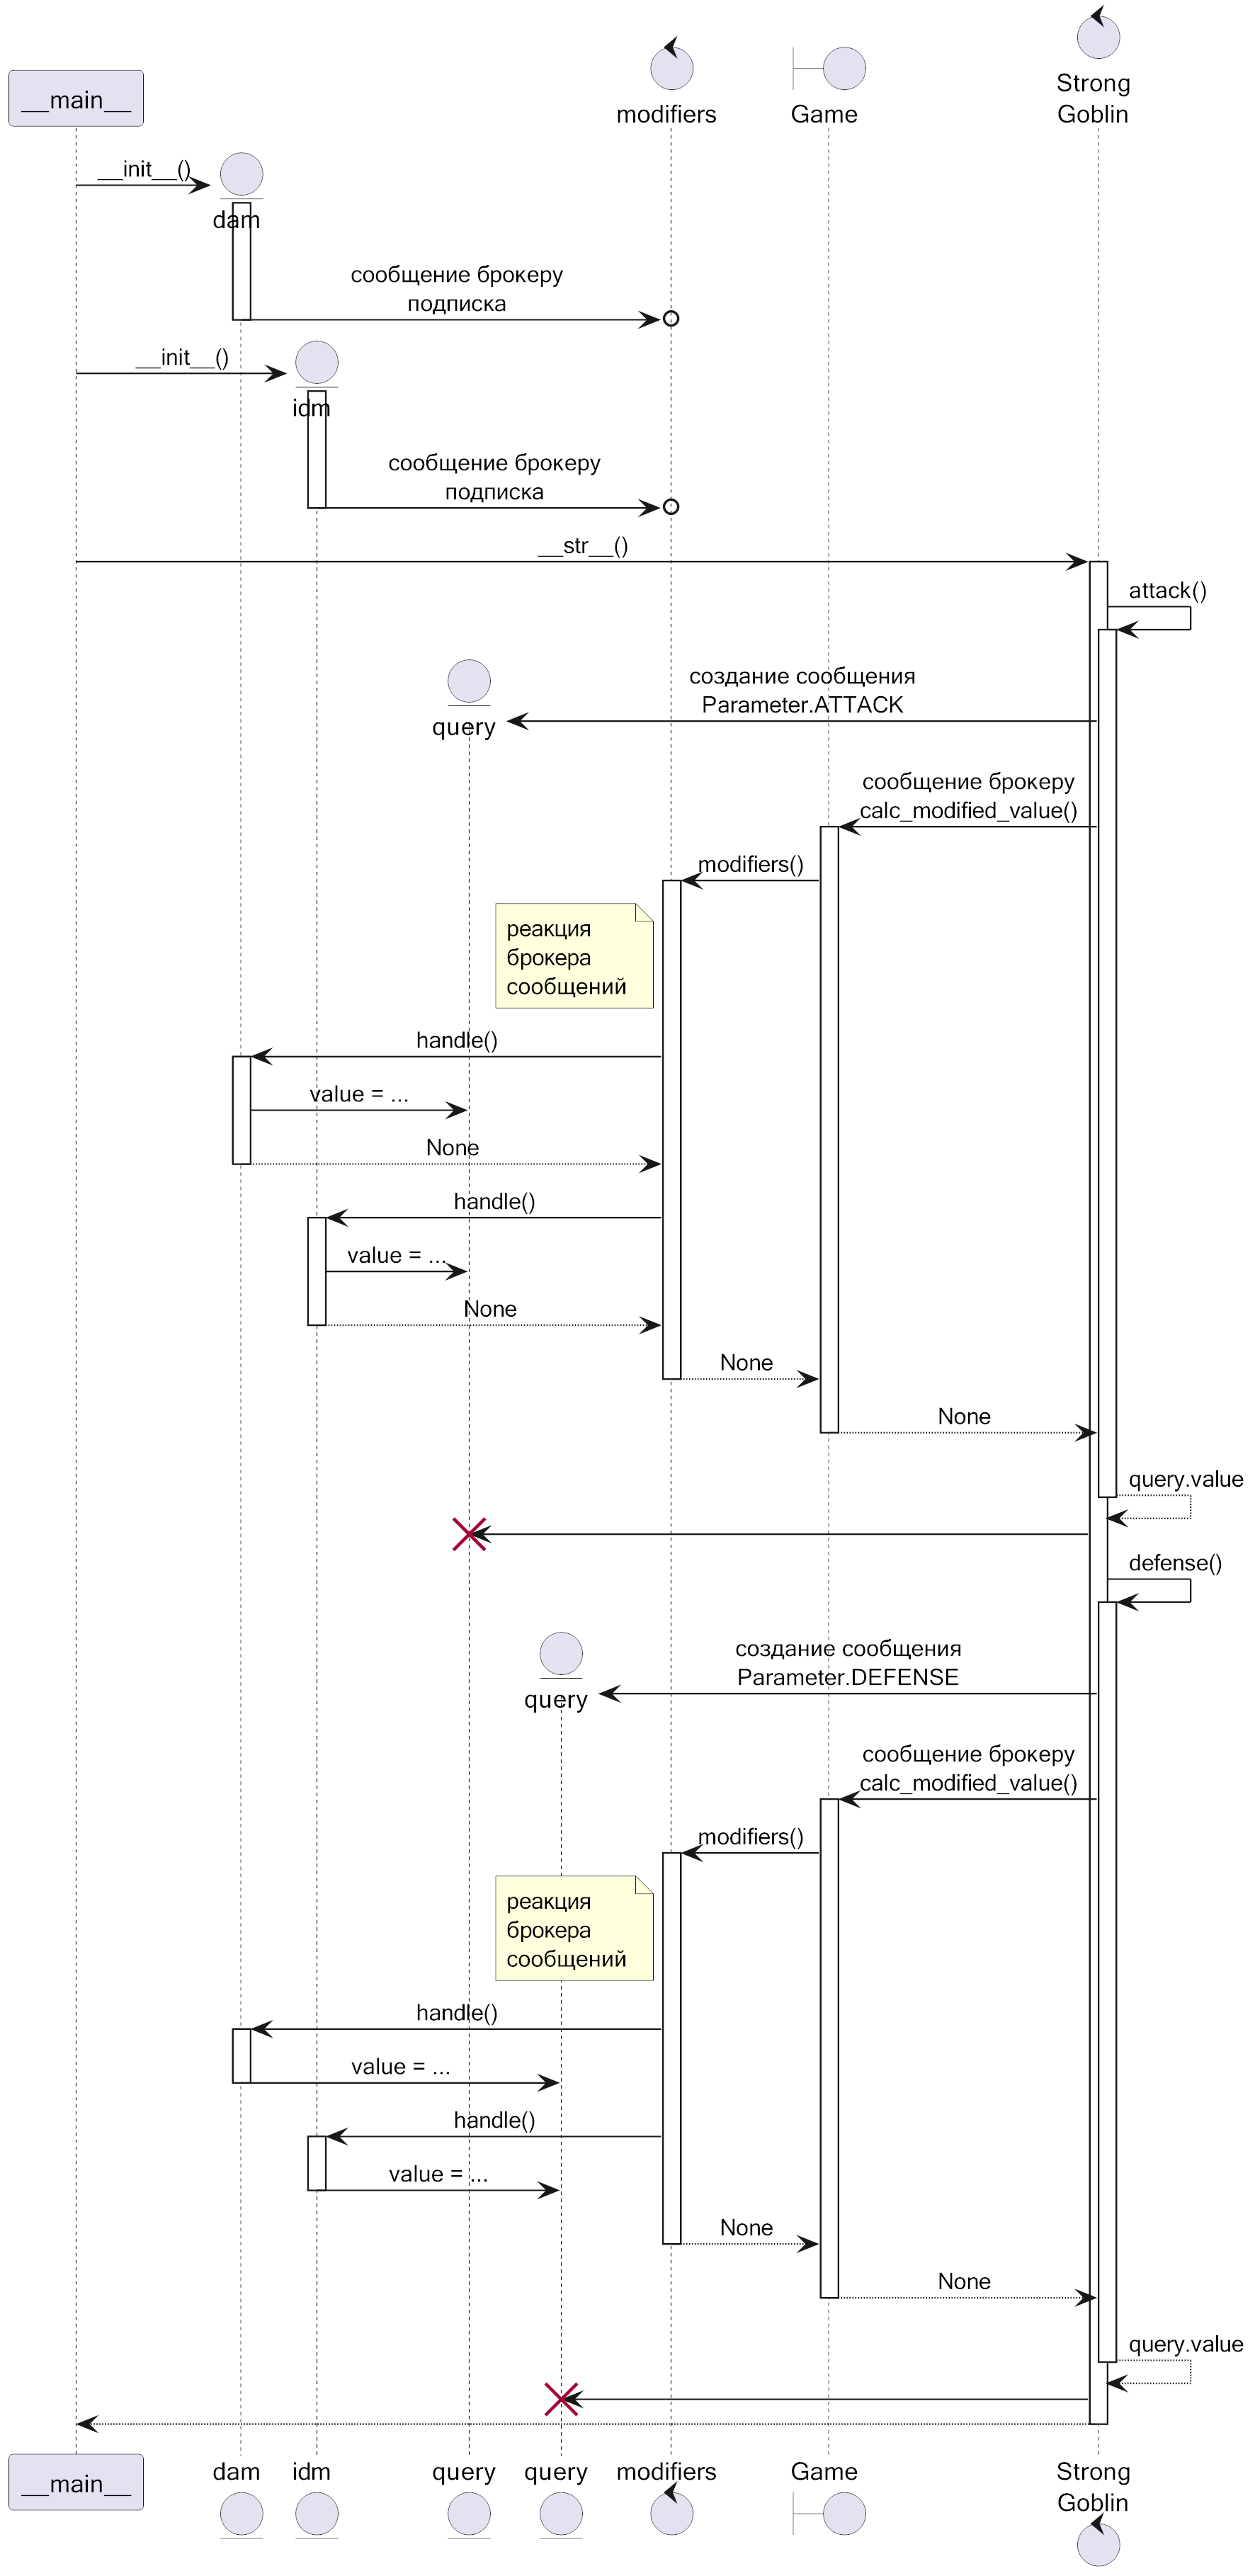 Strong
Goblin
__main__
modifiers
Game
__init__()
dam
сообщение брокеру
подписка
__init__()
idm
сообщение брокеру
подписка
__str__()
attack()
создание сообщения
Parameter.ATTACK
query
сообщение брокеру
calc_modified_value()
modifiers()
реакция
брокера
сообщений
handle()
value = ...
None
handle()
value = ...
None
None
None
query.value
defense()
создание сообщения
Parameter.DEFENSE
query
сообщение брокеру
calc_modified_value()
modifiers()
реакция
брокера
сообщений
handle()
value = ...
handle()
value = ...
None
None
query.value
__main__
dam
idm
query
query
modifiers
Game
Strong
Goblin